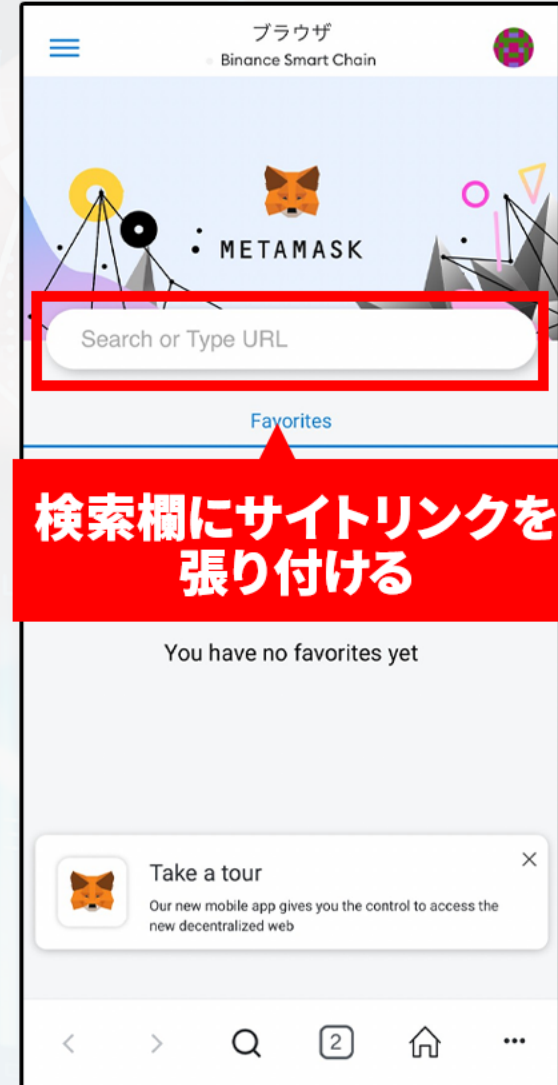 ブラウザ
Binance Smart Chain
METAMASK
Search or Type URL
Favorites
検索欄にサイトリンクを
張り付ける
You have no favorites yet
Take a tour
Our new mobile app gives you the control to access the
new decentralized web
2